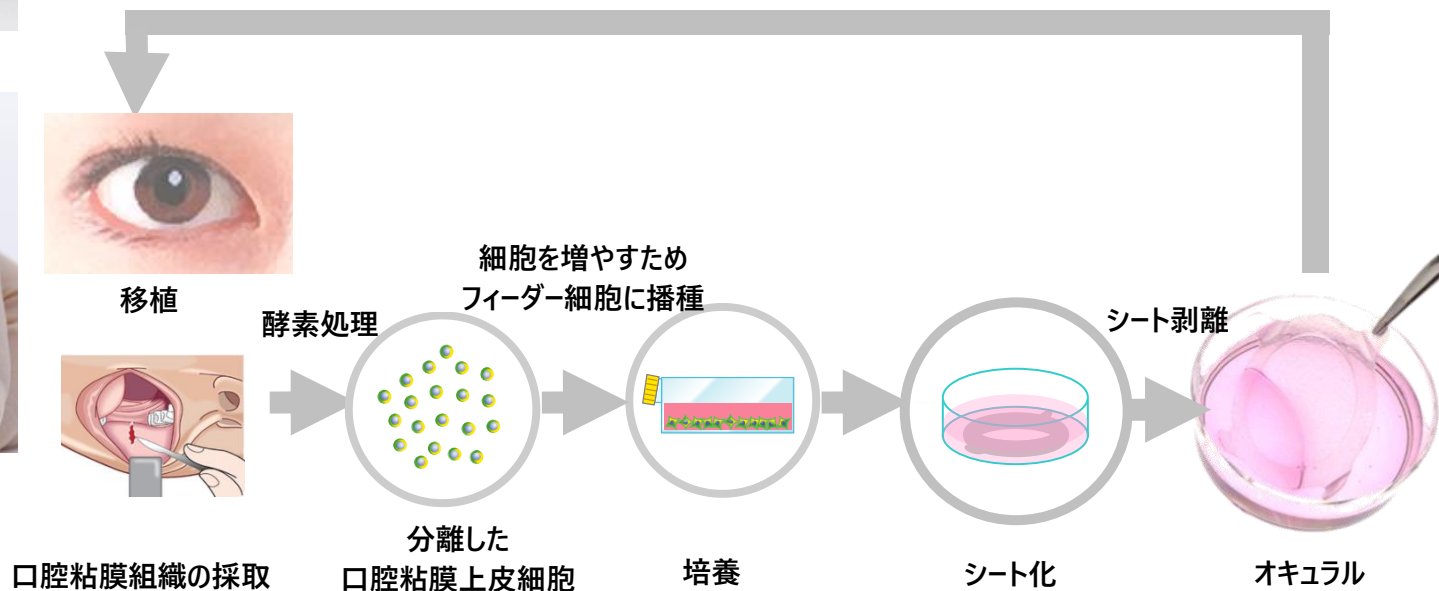 細胞を増やすため
フィーダー細胞に播種
移植
酵素処理
シート剥離
分離した
口腔粘膜上皮細胞
口腔粘膜組織の採取
培養
シート化
オキュラル